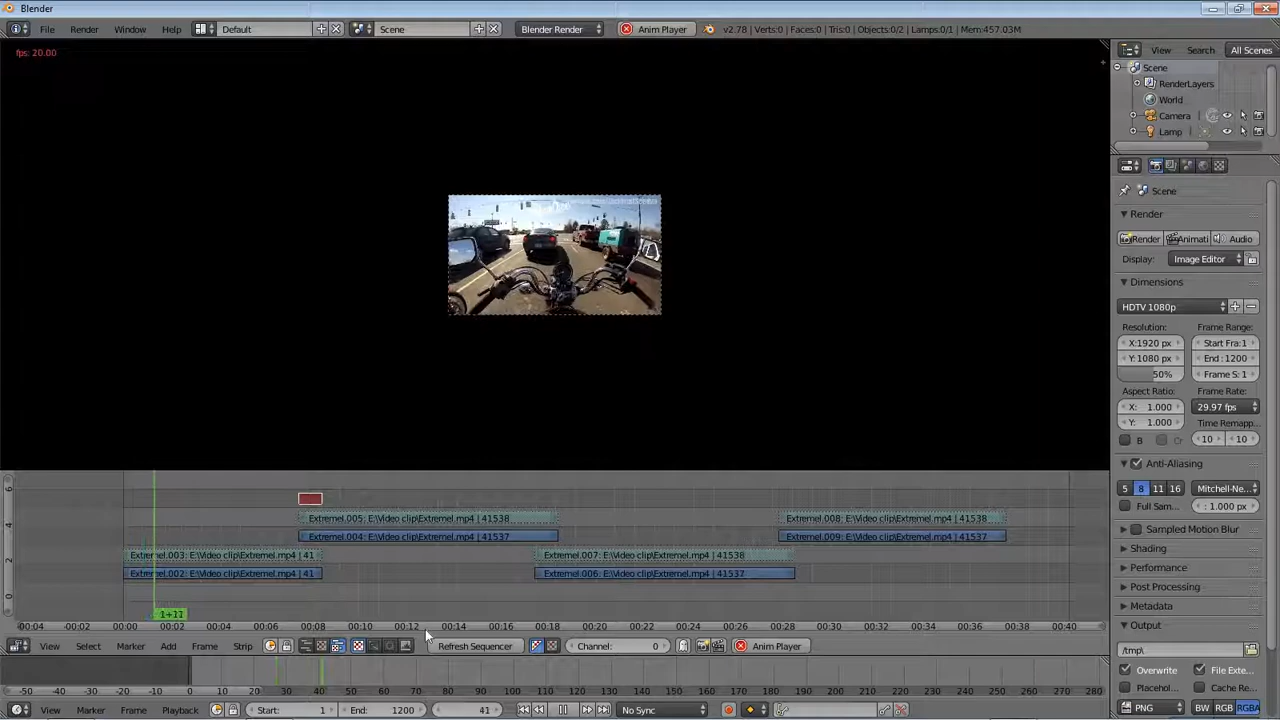 Blender
File Render Window Help Default Scene Blender Render Anim Player v2.78 | Verts:0 | Faces:0 | Tris:0 | Objects:0/2 | Lamps:0/1 | Mem:457.03M
fps: 20.00
View Search All Scenes
Scene
RenderLayers
World
Camera
Lamp
Scene
Render
Render Animati Audio
Display: Image Editor
Dimensions
HDTV 1080p
Resolution: Frame Range:
X:1920 px Start Fra:1
Y:1080 px End : 1200
50% Frame S: 1
Aspect Ratio: Frame Rate:
X: 1.000 29.97 fps
Y: 1.000 Time Remapp...
B Cr 10 10
Anti-Aliasing
5 8 11 16 Mitchell-Ne...
Full Sam... : 1.000 px
Sampled Motion Blur
Shading
Performance
Post Processing
Metadata
Output
/tmp\
Overwrite File Exte...
Placehol... Cache Re...
PNG BW RGB RGBA
6
4
2
0
Extremel.005: E:\Video clip\Extremel.mp4 | 41538
Extremel.008: E:\Video clip\Extremel.mp4 | 41538
Extremel.004: E:\Video clip\Extremel.mp4 | 41537
Extremel.009: E:\Video clip\Extremel.mp4 | 41537
Extremel.003: E:\Video clip\Extremel.mp4 | 41
Extremel.007: E:\Video clip\Extremel.mp4 | 41538
Extremel.002: E:\Video clip\Extremel.mp4 | 41
Extremel.006: E:\Video clip\Extremel.mp4 | 41537
1+11
-00:04 -00:02 00:00 00:02 00:04 00:06 00:08 00:10 00:12 00:14 00:16 00:18 00:20 00:22 00:24 00:26 00:28 00:30 00:32 00:34 00:36 00:38 00:40
View Select Marker Add Frame Strip Refresh Sequencer Channel: 0 Anim Player
-50 -40 -30 -20 -10 0 10 20 30 40 50 60 70 80 90 100 110 120 130 140 150 160 170 180 190 200 210 220 230 240 250 260 270 280
View Marker Frame Playback Start: 1 End: 1200 41 No Sync